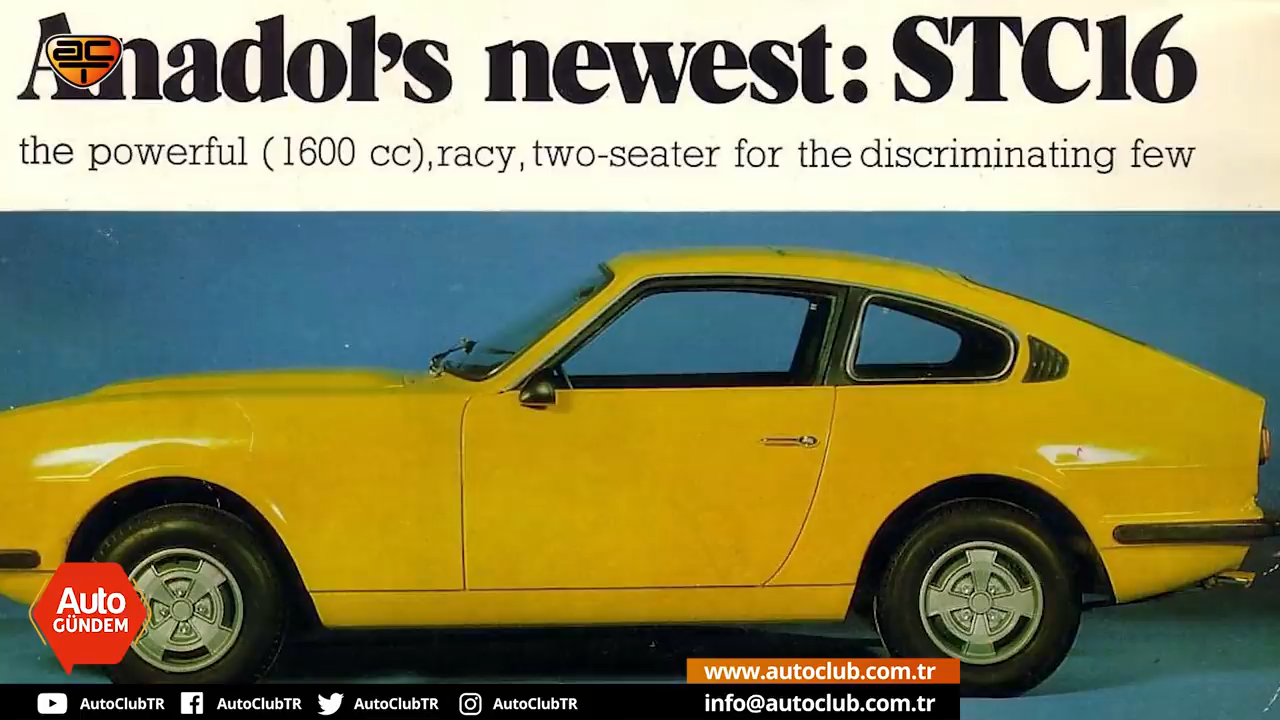 Anadol's newest: STC16
the powerful (1600 cc), racy, two-seater for the discriminating few
act
Auto
GÜNDEM
www.autoclub.com.tr
AutoClubTR AutoClubTR AutoClubTR AutoClubTR info@autoclub.com.tr